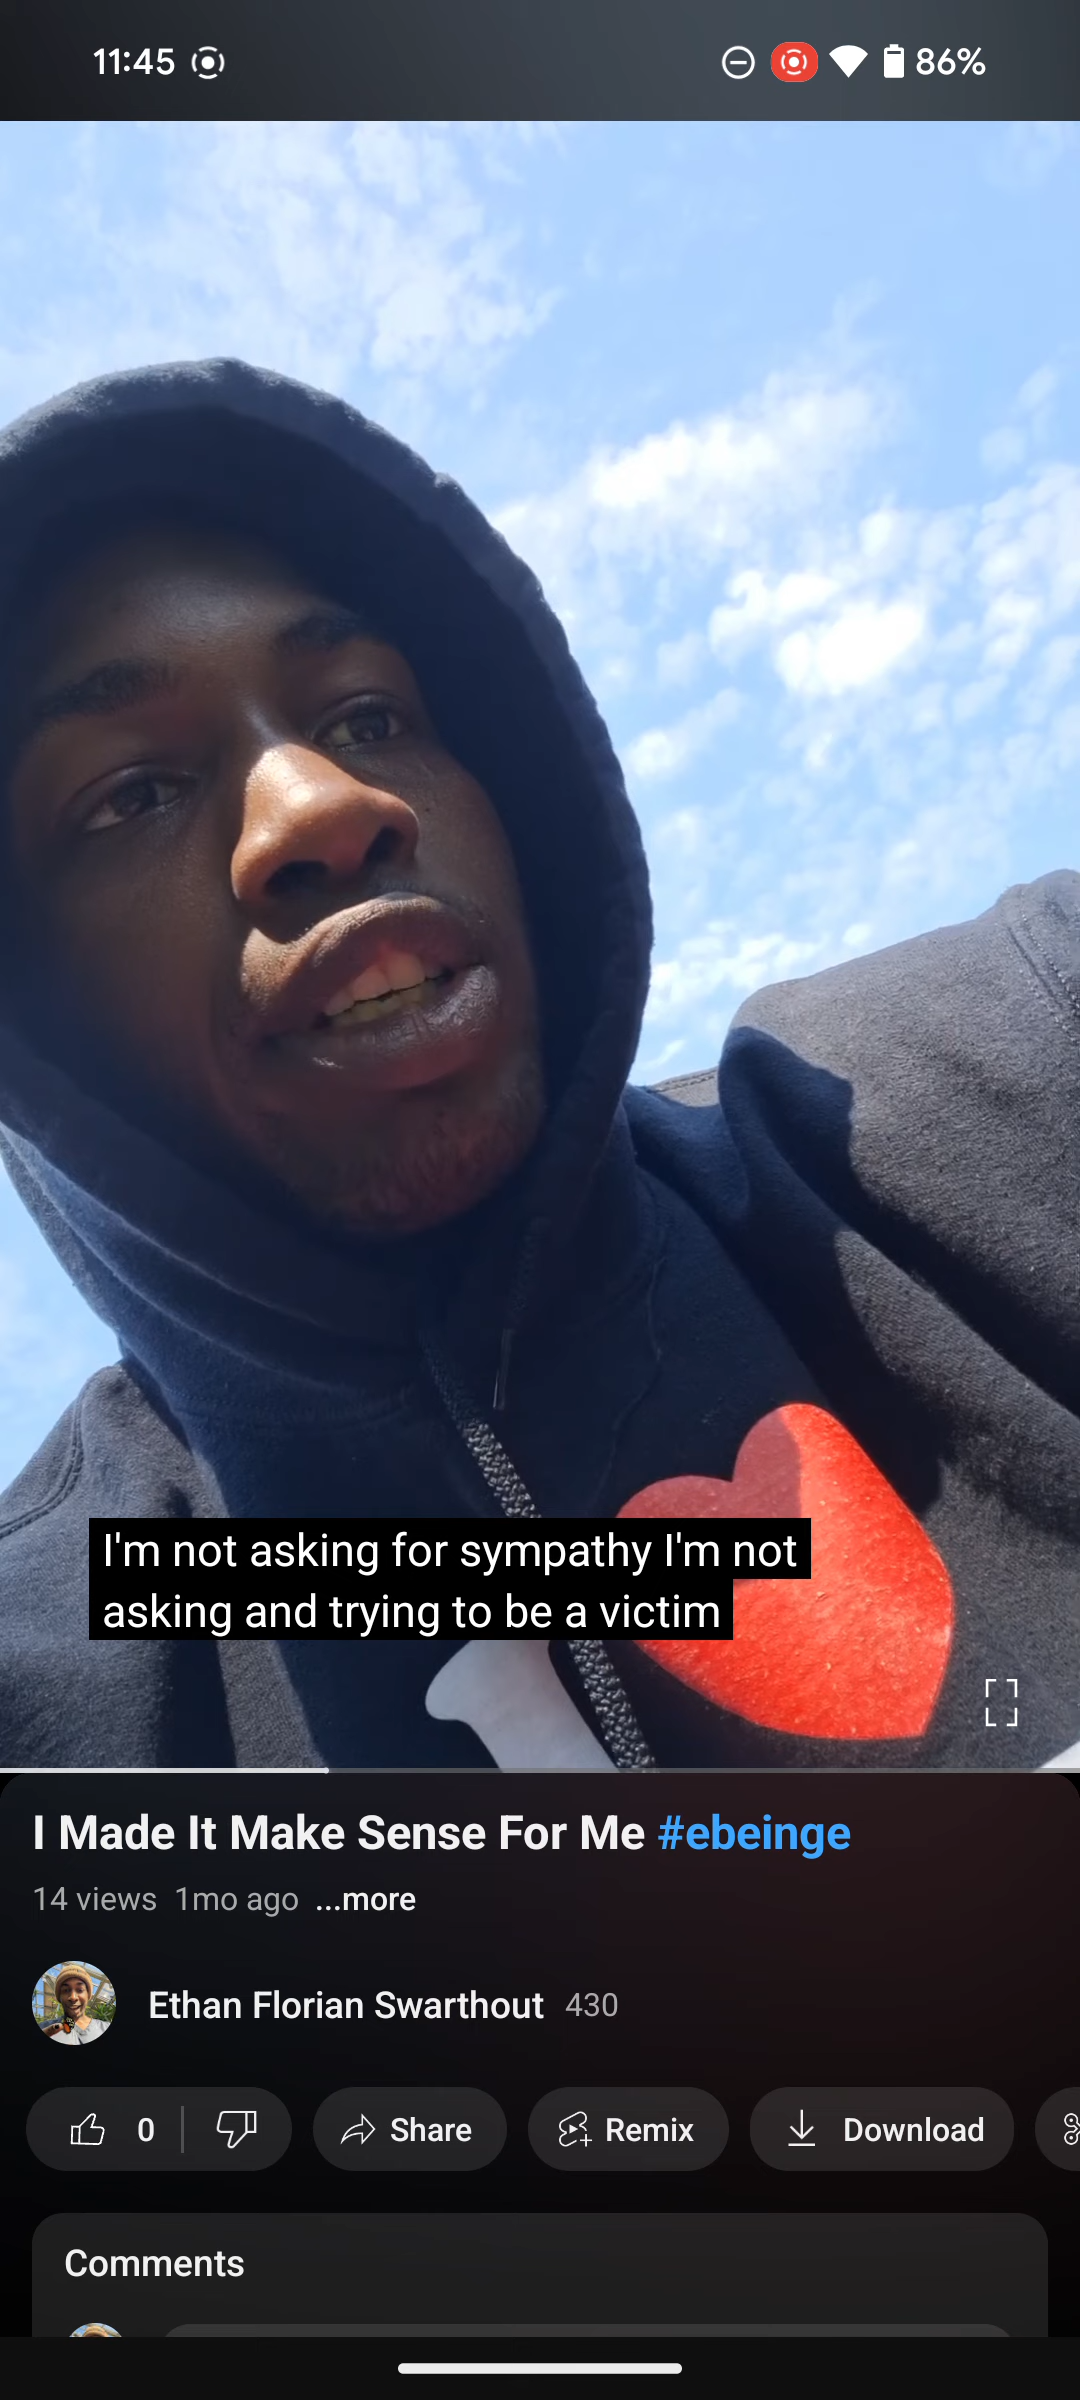 11:45 86%
I'm not asking for sympathy I'm not
asking and trying to be a victim
I Made It Make Sense For Me #ebeinge
14 views 1mo ago ...more
Ethan Florian Swarthout 430
0 Share Remix Download
Comments